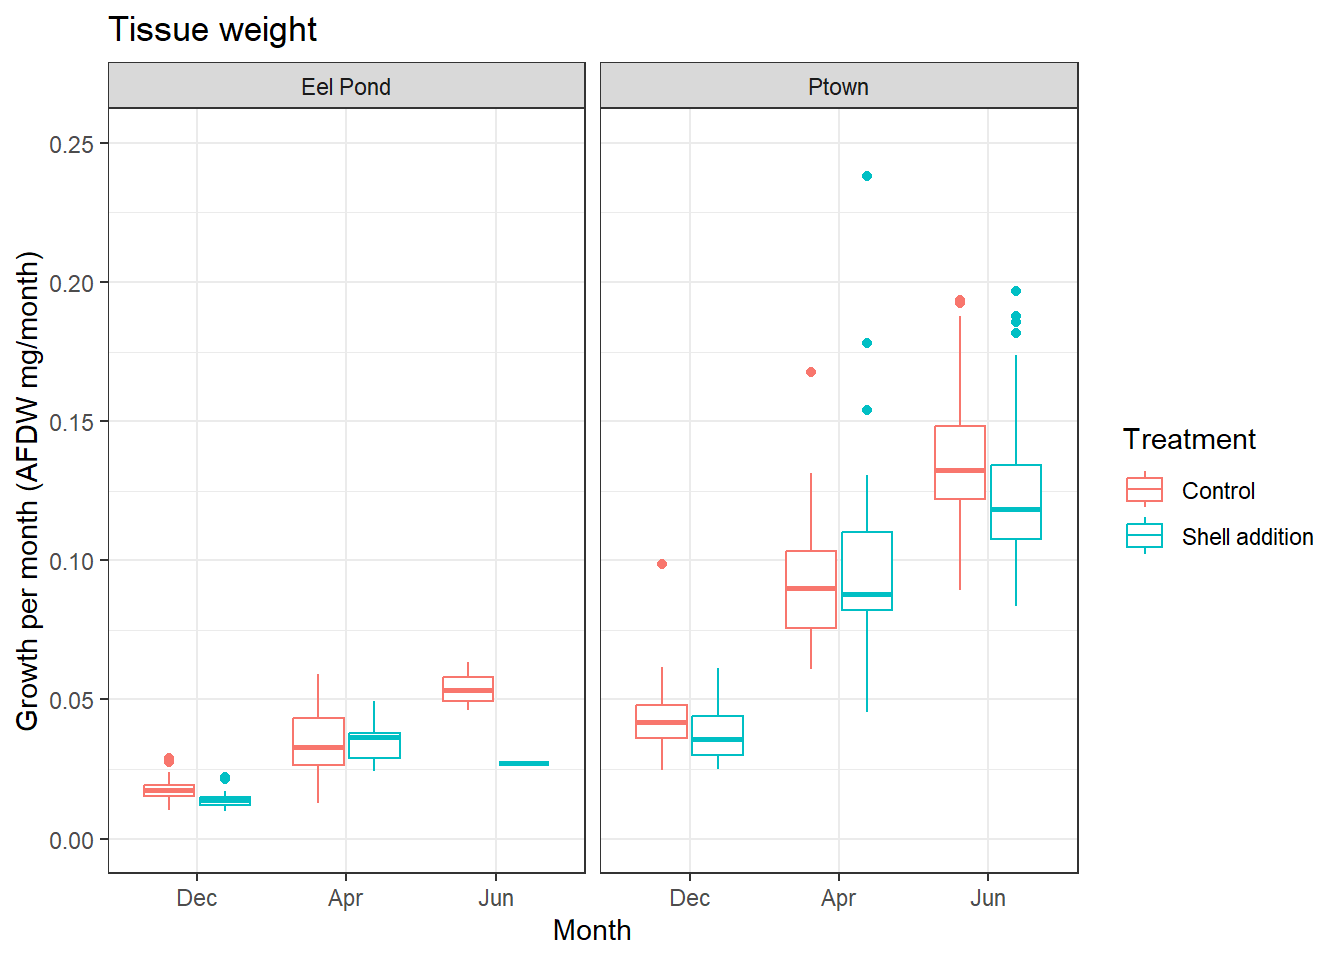 Tissue weight
Eel Pond
Ptown
0.25
0.20
0.15
0.10
0.05
0.00
Growth per month (AFDW mg/month)
Dec
Apr
Jun
Dec
Apr
Jun
Month
Treatment
Control
Shell addition